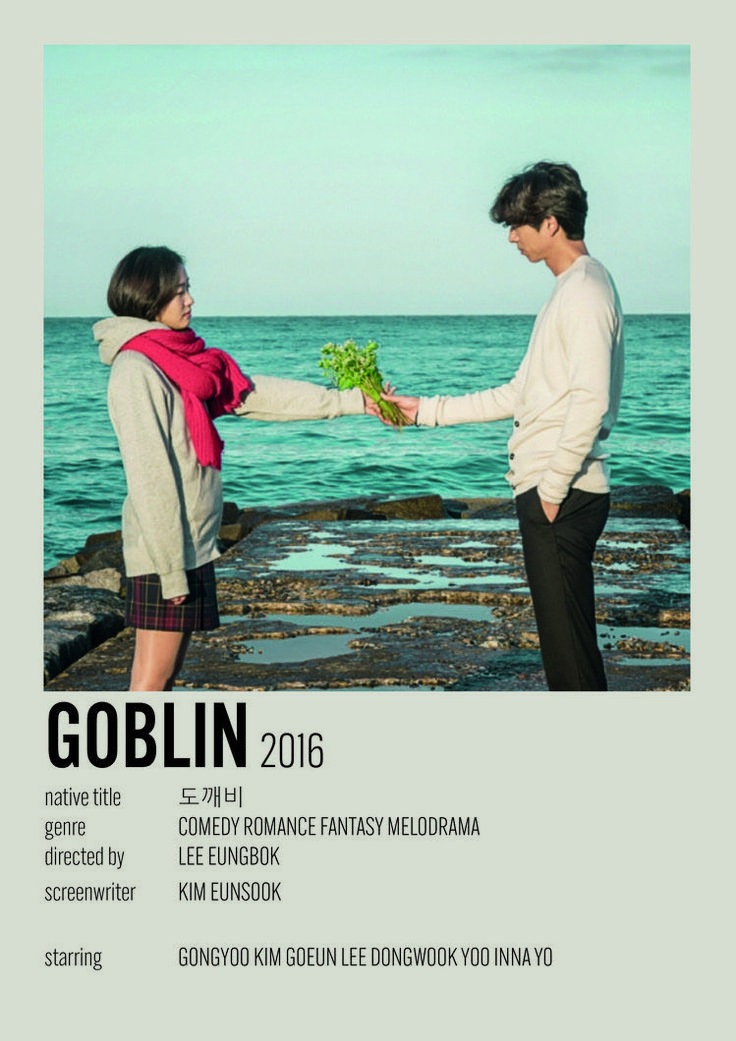 GOBLIN 2016
native title 도깨비
genre COMEDY ROMANCE FANTASY MELODRAMA
directed by LEE EUNGBOK
screenwriter KIM EUNSOOK
starring GONGYOO KIM GOEUN LEE DONGWOOK YOO INNA YO